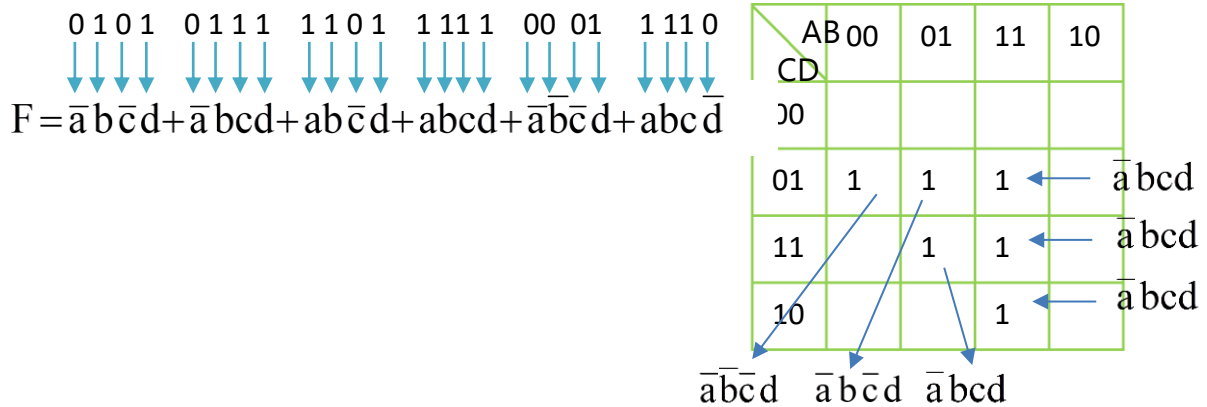 0 1 0 1 0 1 1 1 1 1 0 1 1 1 1 1 00 01 1 11 0
F = a̅ b c̅ d + a̅ bcd + ab c̅ d + abcd + a̅ b̅ c̅ d + abc d̅
AB 00 01 11 10
CD
00
01 1 1 1 a̅ bcd
11 1 1 a̅ bcd
10 1 a̅ bcd
a̅ b̅ c̅ d a̅ b c̅ d a̅ bcd